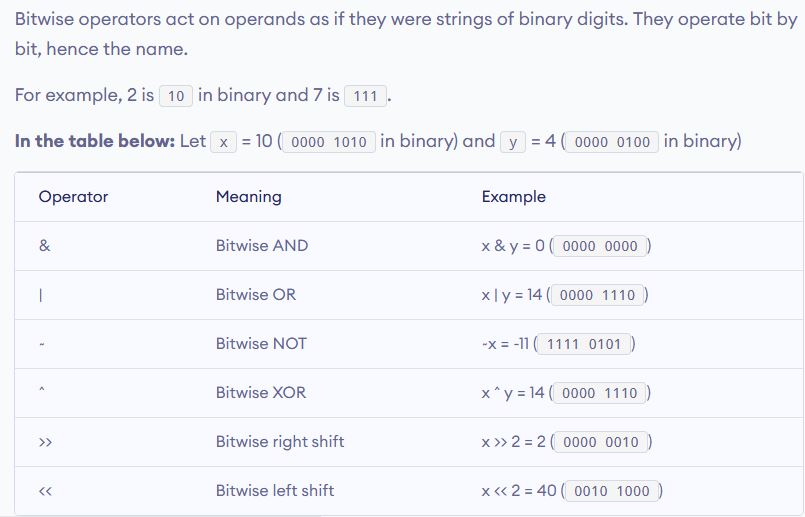 Bitwise operators act on operands as if they were strings of binary digits. They operate bit by
bit, hence the name.
For example, 2 is 10 in binary and 7 is 111.
In the table below: Let x = 10 (0000 1010 in binary) and y = 4 (0000 0100 in binary)
Operator Meaning Example
& Bitwise AND x & y = 0 (0000 0000)
| Bitwise OR x | y = 14 (0000 1110)
~ Bitwise NOT ~x = -11 (1111 0101)
^ Bitwise XOR x ^ y = 14 (0000 1110)
>> Bitwise right shift x >> 2 = 2 (0000 0010)
<< Bitwise left shift x << 2 = 40 (0010 1000)